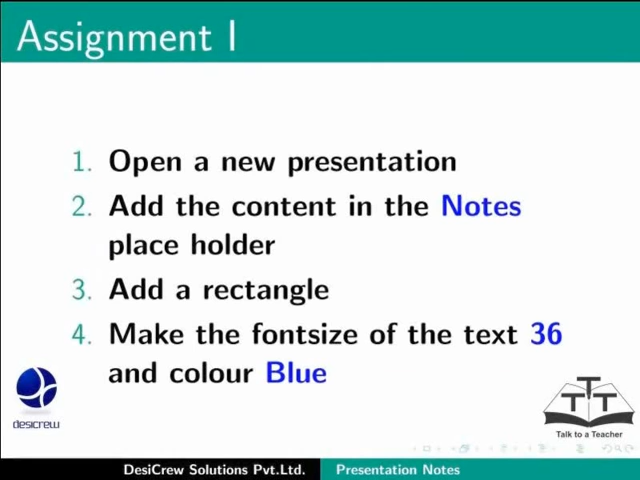 Assignment I
1. Open a new presentation
2. Add the content in the Notes
place holder
3. Add a rectangle
4. Make the fontsize of the text 36
and colour Blue
desicrew
TTT
Talk to a Teacher
DesiCrew Solutions Pvt.Ltd. Presentation Notes